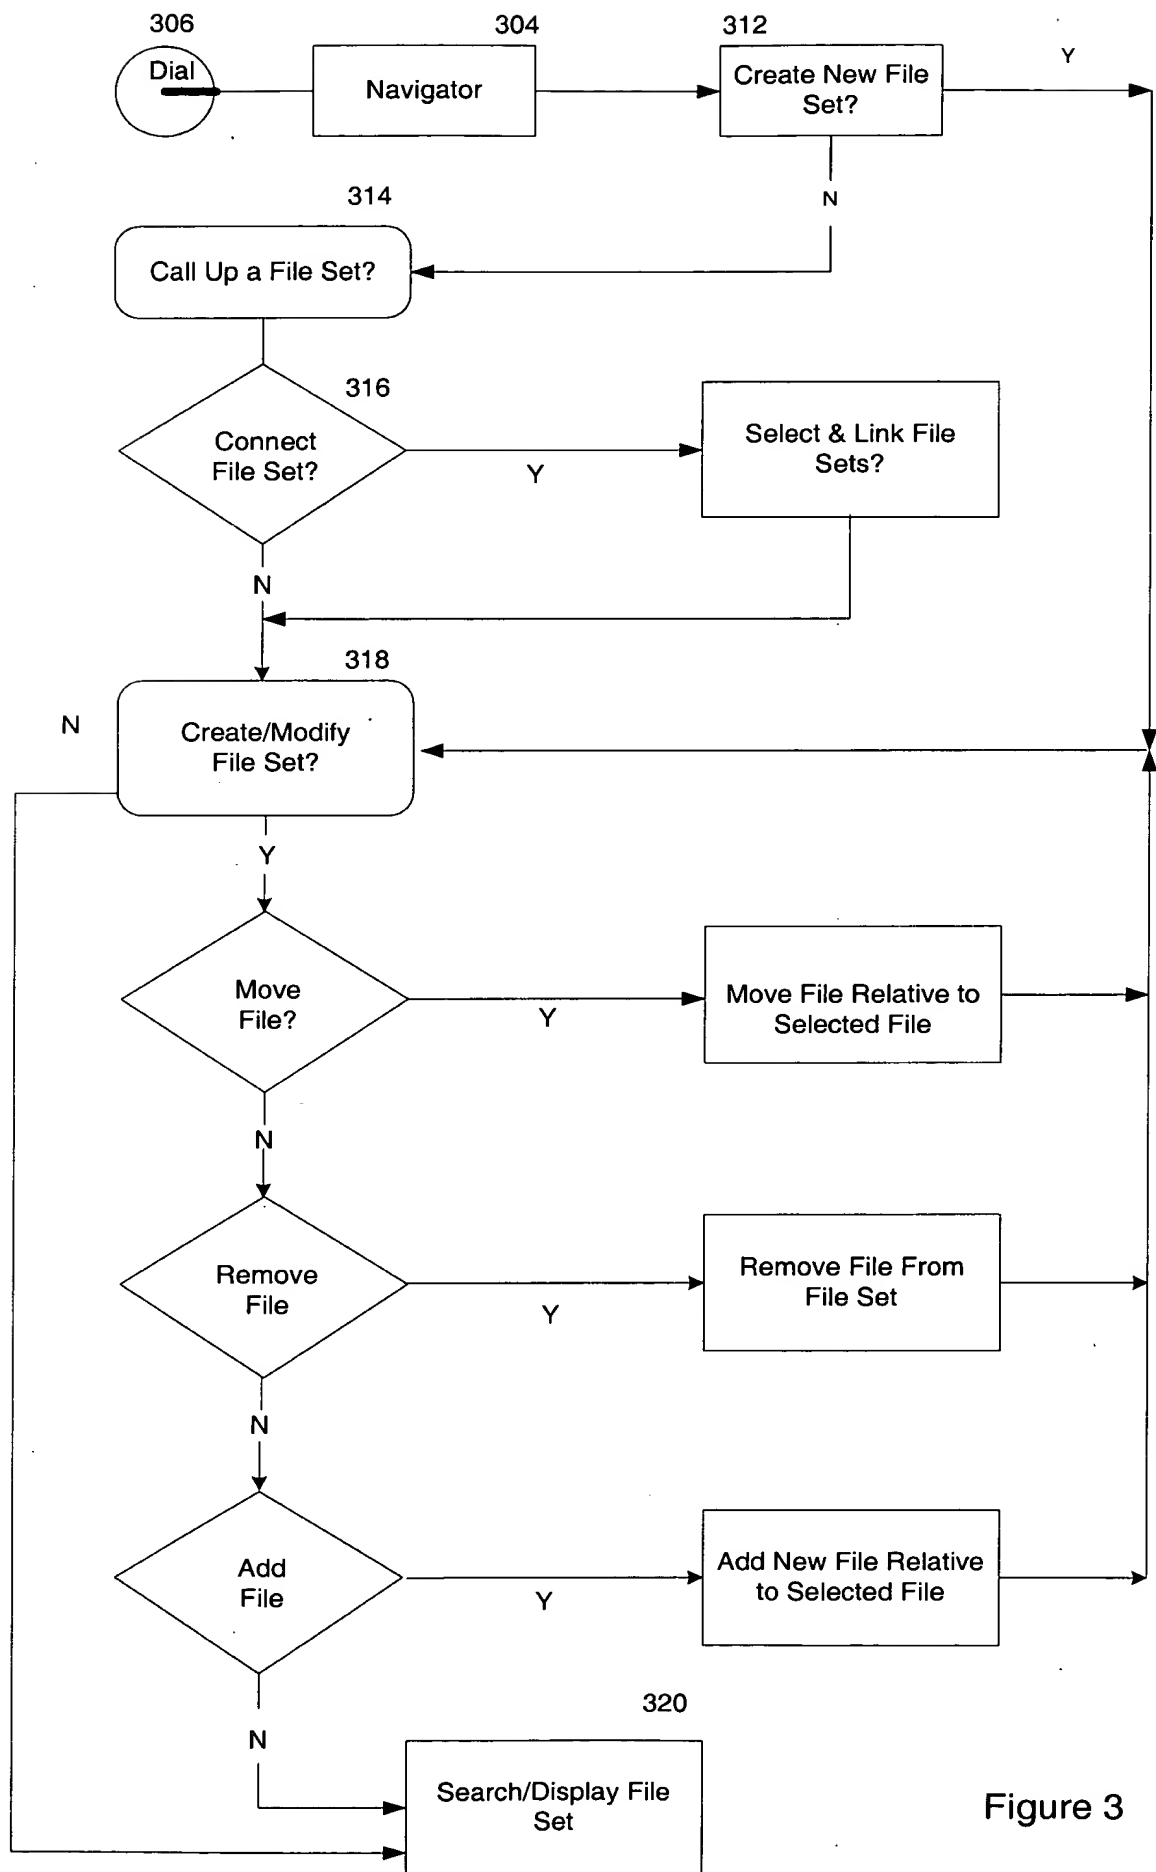 306
304
312
Dial
Navigator
Create New File
Set?
Y
N
314
Call Up a File Set?
316
Connect
File Set?
Y
Select & Link File
Sets?
N
318
N
Create/Modify
File Set?
Y
Move
File?
Y
Move File Relative to
Selected File
N
Remove
File
Y
Remove File From
File Set
N
Add
File
Y
Add New File Relative
to Selected File
N
320
Search/Display File
Set
Figure 3